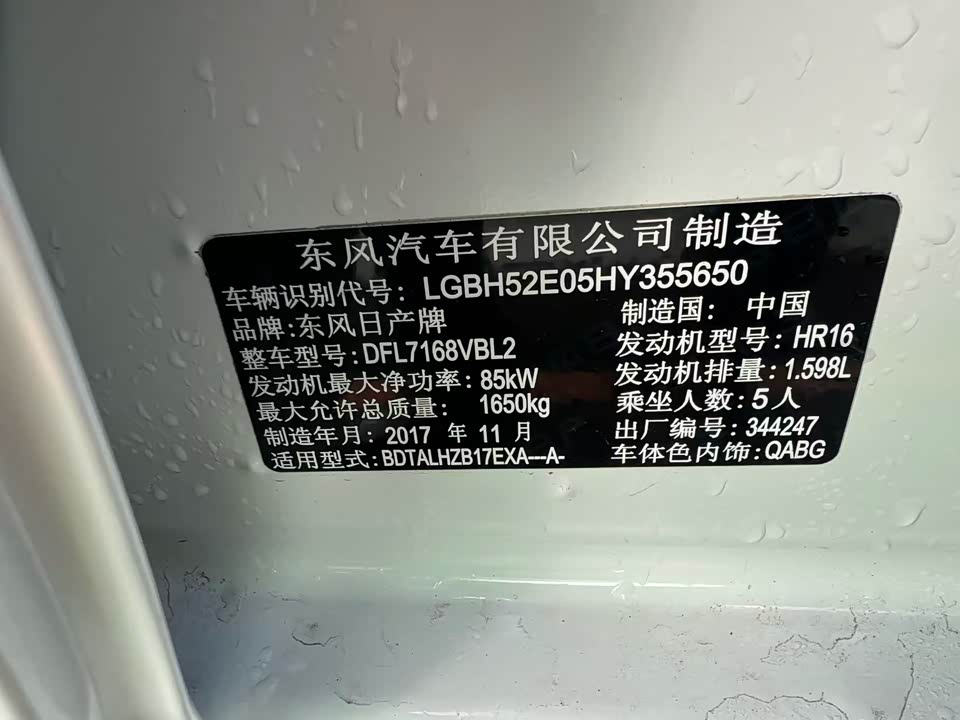 东风汽车有限公司制造
车辆识别代号: LGBH52E05HY355650
品牌:东风日产牌 制造国: 中国
整车型号:DFL7168VBL2 发动机型号:HR16
发动机最大净功率:85kW 发动机排量:1.598L
最大允许总质量: 1650kg 乘坐人数:5人
制造年月: 2017 年 11 月 出厂编号:344247
适用型式:BDTALHZB17EXA---A- 车体色内饰:QABG